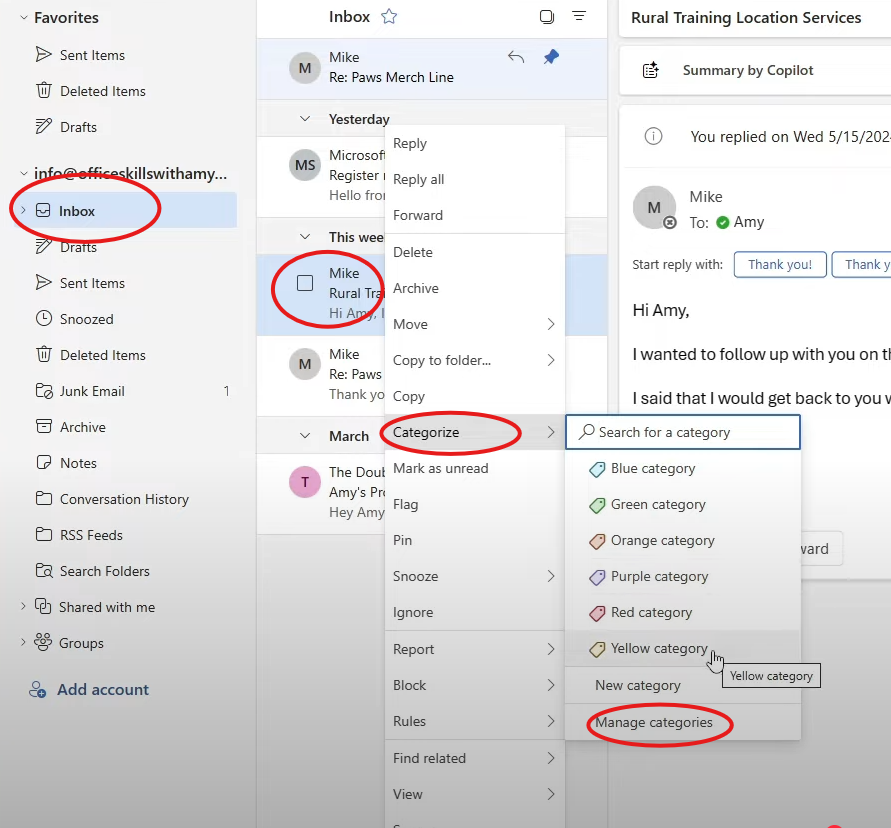 Favorites
Sent Items
Deleted Items
Drafts
info@officeskillswithamy...
Inbox
Drafts
Sent Items
Snoozed
Deleted Items
Junk Email 1
Archive
Notes
Conversation History
RSS Feeds
Search Folders
Shared with me
Groups
Add account
Inbox
M
Mike
Re: Paws Merch Line
Yesterday
MS
Microsoft
Register
Hello from
This wee
Mike
Rural Trai
Hi Amy, I
M
Mike
Re: Paws
Thank yo
March
T
The Doub
Amy's Pro
Hey Amy
Reply
Reply all
Forward
Delete
Archive
Move
Copy to folder...
Copy
Categorize
Mark as unread
Flag
Pin
Snooze
Ignore
Report
Block
Rules
Find related
View
Search for a category
Blue category
Green category
Orange category
Purple category
Red category
Yellow category
Yellow category
New category
Manage categories
Rural Training Location Services
Summary by Copilot
You replied on Wed 5/15/202
M
Mike
To: Amy
Start reply with: Thank you! Thank y
Hi Amy,
I wanted to follow up with you on th
I said that I would get back to you w
ward